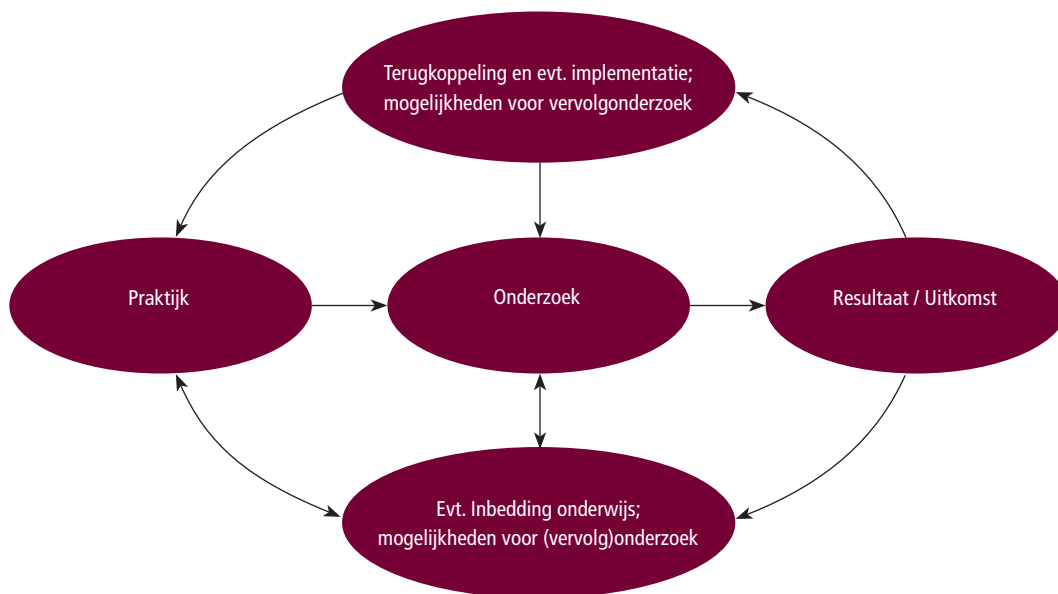 Terugkoppeling en evt. implementatie;
mogelijkheden voor vervolgonderzoek
Praktijk
Onderzoek
Resultaat / Uitkomst
Evt. Inbedding onderwijs;
mogelijkheden voor (vervolg)onderzoek